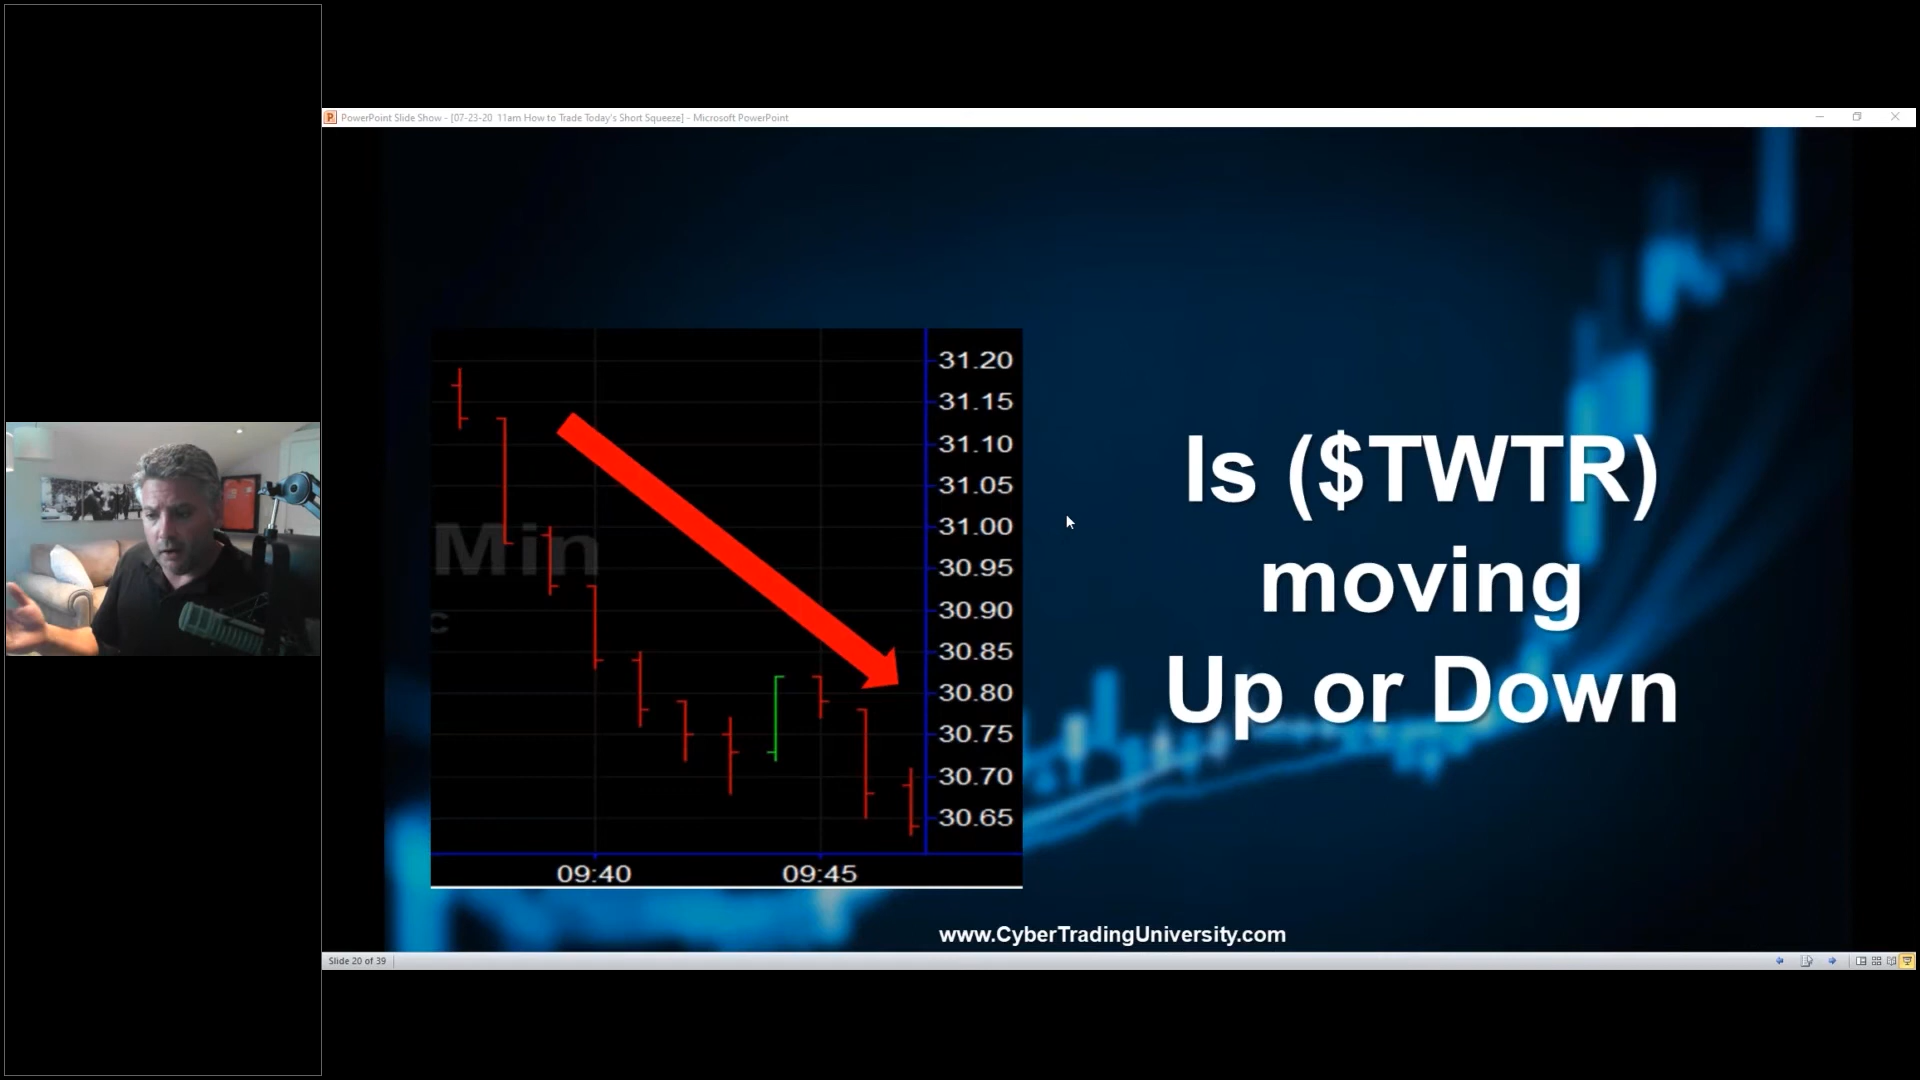 PowerPoint Slide Show - [07-23-20 11am How to Trade Today's Short Squeeze] - Microsoft PowerPoint
31.20
31.15
31.10
31.05
31.00
30.95
30.90
30.85
30.80
30.75
30.70
30.65
Min
c
09:40 09:45
Is ($TWTR)
moving
Up or Down
www.CyberTradingUniversity.com
Slide 20 of 39